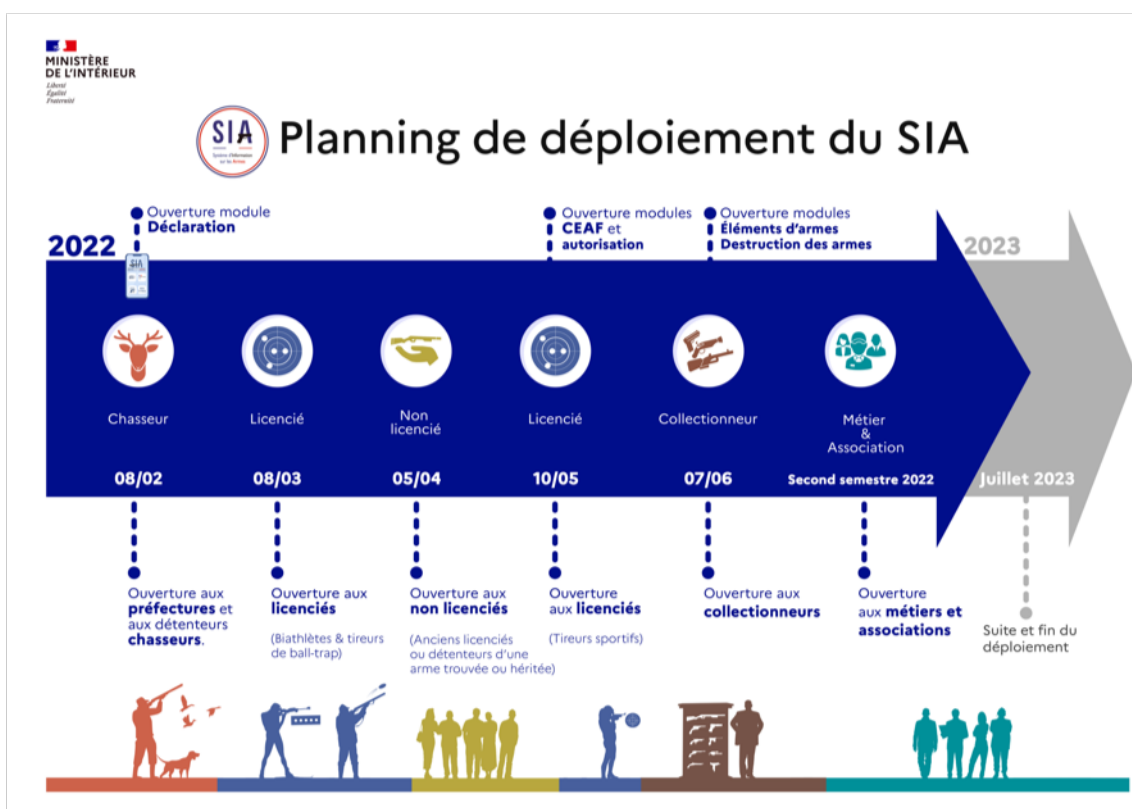 MINISTÈRE
DE L'INTÉRIEUR
Liberté
Égalité
Fraternité
SIA
Système d'Information
sur les Armes
Planning de déploiement du SIA
Ouverture module
Déclaration
Ouverture modules
CEAF et
autorisation
Ouverture modules
Éléments d'armes
Destruction des armes
2022
2023
SIA
Chasseur
Licencié
Non
licencié
Licencié
Collectionneur
Métier
&
Association
08/02
08/03
05/04
10/05
07/06
Second semestre 2022
Juillet 2023
Ouverture aux
préfectures et
aux détenteurs
chasseurs.
Ouverture aux
licenciés
(Biathlètes & tireurs
de ball-trap)
Ouverture aux
non licenciés
(Anciens licenciés
ou détenteurs d'une
arme trouvée ou héritée)
Ouverture
aux licenciés
(Tireurs sportifs)
Ouverture aux
collectionneurs
Ouverture
aux métiers et
associations
Suite et fin du
déploiement